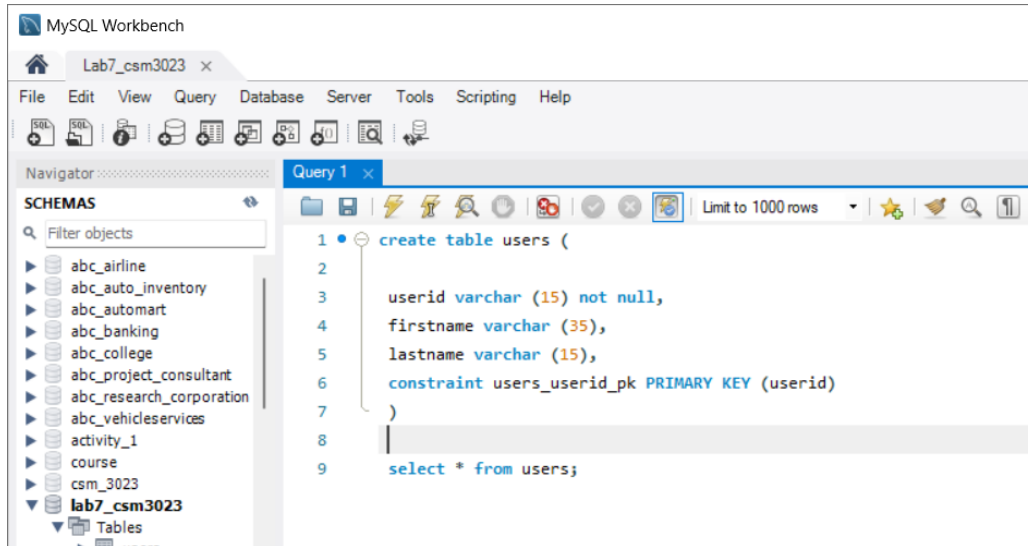 MySQL Workbench
Lab7_csm3023 ×
File Edit View Query Database Server Tools Scripting Help
Navigator
Query 1 ×
SCHEMAS
Limit to 1000 rows
Filter objects
abc_airline
abc_auto_inventory
abc_automart
abc_banking
abc_college
abc_project_consultant
abc_research_corporation
abc_vehicleservices
activity_1
course
csm_3023
lab7_csm3023
Tables
1 create table users (
2
3 userid varchar (15) not null,
4 firstname varchar (35),
5 lastname varchar (15),
6 constraint users_userid_pk PRIMARY KEY (userid)
7 )
8
9 select * from users;